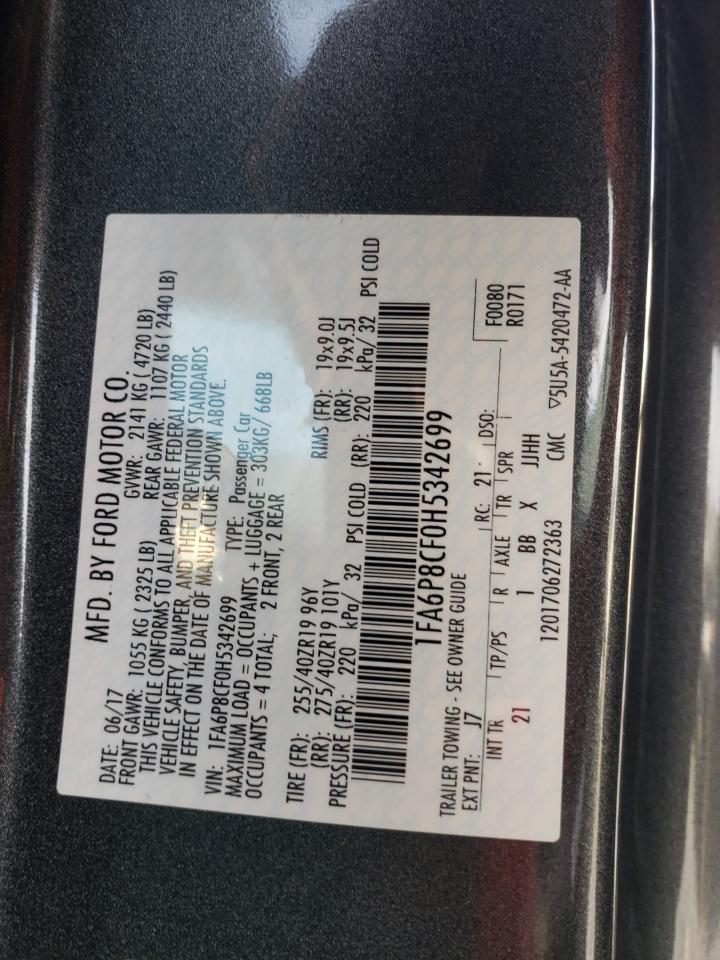 MFD. BY FORD MOTOR CO.
DATE: 06/17 GVWR: 2141 KG ( 4720 LB)
FRONT GAWR: 1055 KG ( 2325 LB) REAR GAWR: 1107 KG ( 2440 LB)
THIS VEHICLE CONFORMS TO ALL APPLICABLE FEDERAL MOTOR
VEHICLE SAFETY, BUMPER, AND THEFT PREVENTION STANDARDS
IN EFFECT ON THE DATE OF MANUFACTURE SHOWN ABOVE.
VIN: 1FA6P8CF0H5342699 TYPE: Passenger Car
MAXIMUM LOAD = OCCUPANTS + LUGGAGE = 303KG/ 668LB
OCCUPANTS = 4 TOTAL; 2 FRONT, 2 REAR
TIRE (FR): 255/40ZR19 96Y RIMS (FR): 19x9.0J
(RR): 275/40ZR19 101Y (RR): 19x9.5J
PRESSURE (FR): 220 kPa/ 32 PSI COLD (RR): 220 kPa/ 32 PSI COLD
1FA6P8CF0H5342699
TRAILER TOWING - SEE OWNER GUIDE
EXT PNT: J7 RC: 21 DSO: F0080
R0171
INT TR TP/PS R AXLE TR SPR
21 1 BB X JJHH
1201706272363 CMC ▽5U5A-5420472-AA